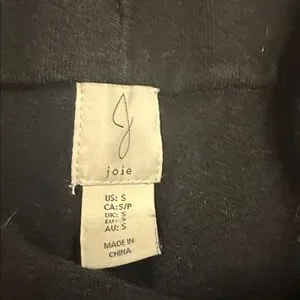 J
joie
US: S
CA:S/P
UK: S
EU: S
AU: S
MADE IN
CHINA